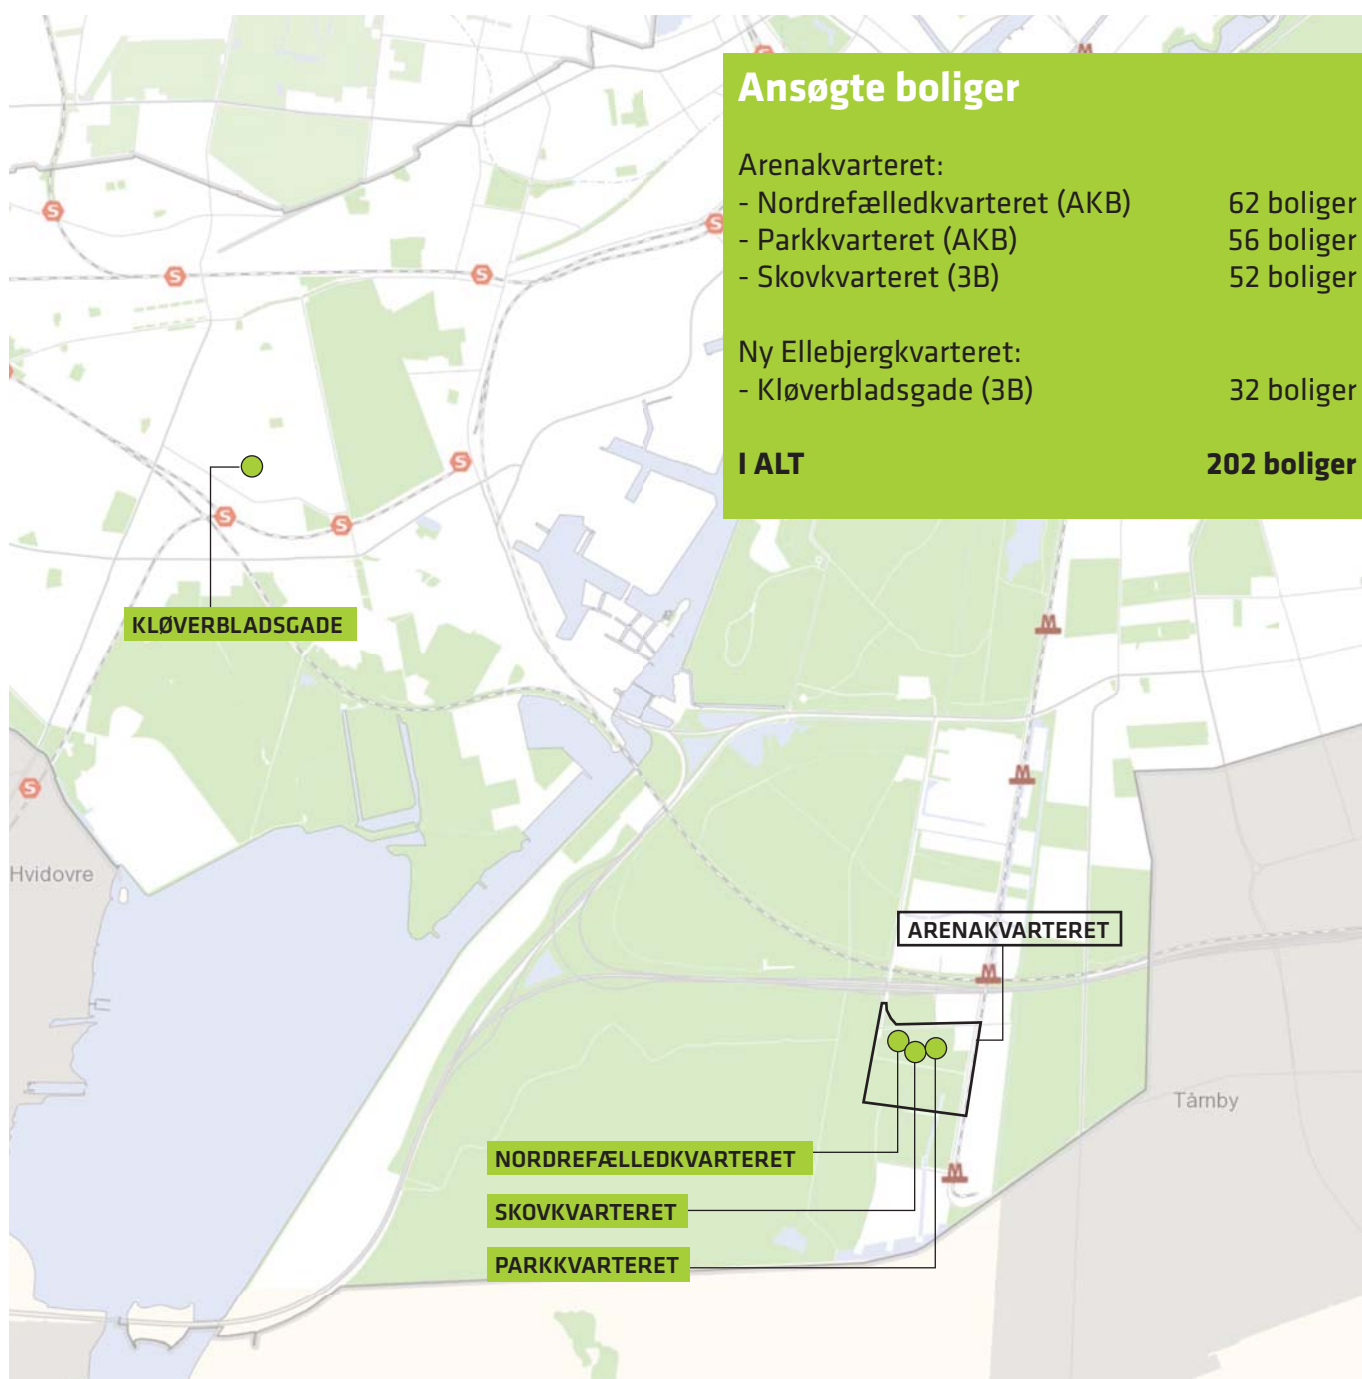 Ansøgte boliger
Arenakvarteret:
- Nordrefælledkvarteret (AKB) 62 boliger
- Parkkvarteret (AKB) 56 boliger
- Skovkvarteret (3B) 52 boliger
Ny Ellebjergkvarteret:
- Kløverbladsgade (3B) 32 boliger
I ALT 202 boliger
M
S
S
S
S
S
S
S
KLØVERBLADSGADE
M
M
S
Hvidovre
ARENAKVARTERET
M
Tårnby
NORDREFÆLLEDKVARTERET
M
SKOVKVARTERET
PARKKVARTERET